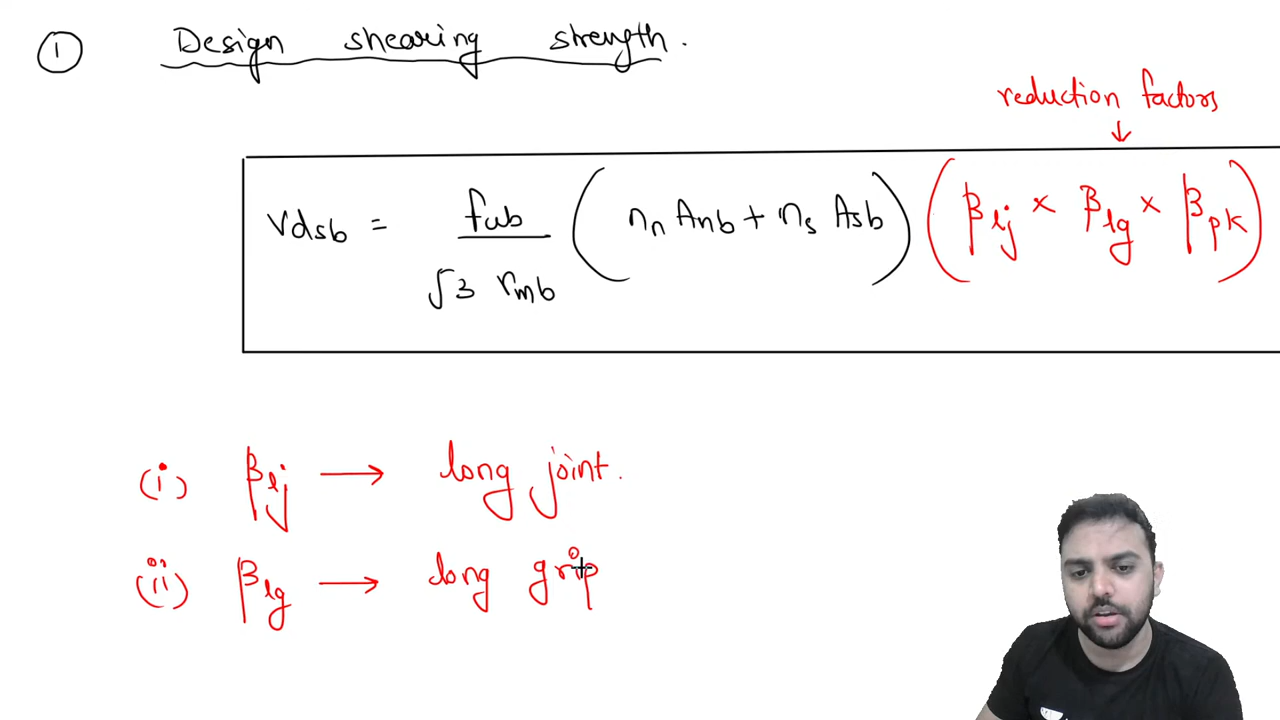 ① Design shearing strength.
reduction factors
↓
Vdsb = fub / √3 γmb (nn Anb + ns Asb) (βlj × βlg × βpk)
(i) βlj → long joint.
(ii) βlg → long grip